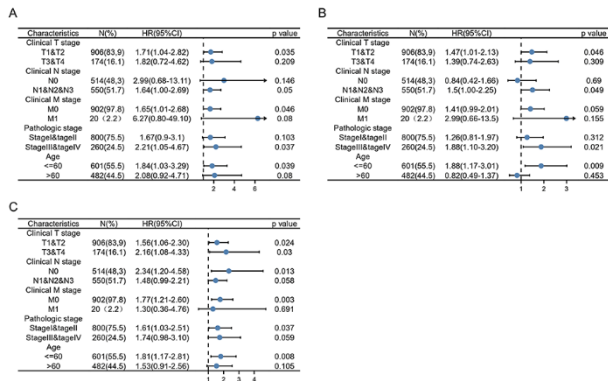 A
Characteristics N(%) HR(95%CI) p value
Clinical T stage
T1&T2 906(83,9) 1.71(1.04-2.82) 0.035
T3&T4 174(16.1) 1.82(0.72-4.62) 0.209
Clinical N stage
N0 514(48,3) 2.99(0.68-13.11) 0.146
N1&N2&N3 550(51.7) 1.64(1.00-2.69) 0.05
Clinical M stage
M0 902(97.8) 1.65(1.01-2.68) 0.046
M1 20 (2.2) 6.27(0.80-49.10) 0.08
Pathologic stage
StageI&tageII 800(75.5) 1.67(0.9-3.1) 0.103
StageIII&tageIV 260(24.5) 2.21(1.05-4.67) 0.037
Age
<=60 601(55.5) 1.84(1.03-3.29) 0.039
>60 482(44.5) 2.08(0.92-4.71) 0.08
2 4 6
B
Characteristics N(%) HR(95%CI) p value
Clinical T stage
T1&T2 906(83,9) 1.47(1.01-2.13) 0.046
T3&T4 174(16.1) 1.39(0.74-2.63) 0.309
Clinical N stage
N0 514(48,3) 0.84(0.42-1.66) 0.69
N1&N2&N3 550(51.7) 1.5(1.00-2.25) 0.049
Clinical M stage
M0 902(97.8) 1.41(0.99-2.01) 0.059
M1 20 (2.2) 2.99(0.66-13.5) 0.155
Pathologic stage
StageI&tageII 800(75.5) 1.26(0.81-1.97) 0.312
StageIII&tageIV 260(24.5) 1.88(1.10-3.20) 0.021
Age
<=60 601(55.5) 1.88(1.17-3.01) 0.009
>60 482(44.5) 0.82(0.49-1.37) 0.453
1 2 3
C
Characteristics N(%) HR(95%CI) p value
Clinical T stage
T1&T2 906(83,9) 1.56(1.06-2.30) 0.024
T3&T4 174(16.1) 2.16(1.08-4.33) 0.03
Clinical N stage
N0 514(48,3) 2.34(1.20-4.58) 0.013
N1&N2&N3 550(51.7) 1.48(0.99-2.21) 0.058
Clinical M stage
M0 902(97.8) 1.77(1.21-2.60) 0.003
M1 20 (2.2) 1.30(0.36-4.76) 0.691
Pathologic stage
StageI&tageII 800(75.5) 1.61(1.03-2.51) 0.037
StageIII&tageIV 260(24.5) 1.74(0.98-3.10) 0.059
Age
<=60 601(55.5) 1.81(1.17-2.81) 0.008
>60 482(44.5) 1.53(0.91-2.56) 0.105
1 2 3 4